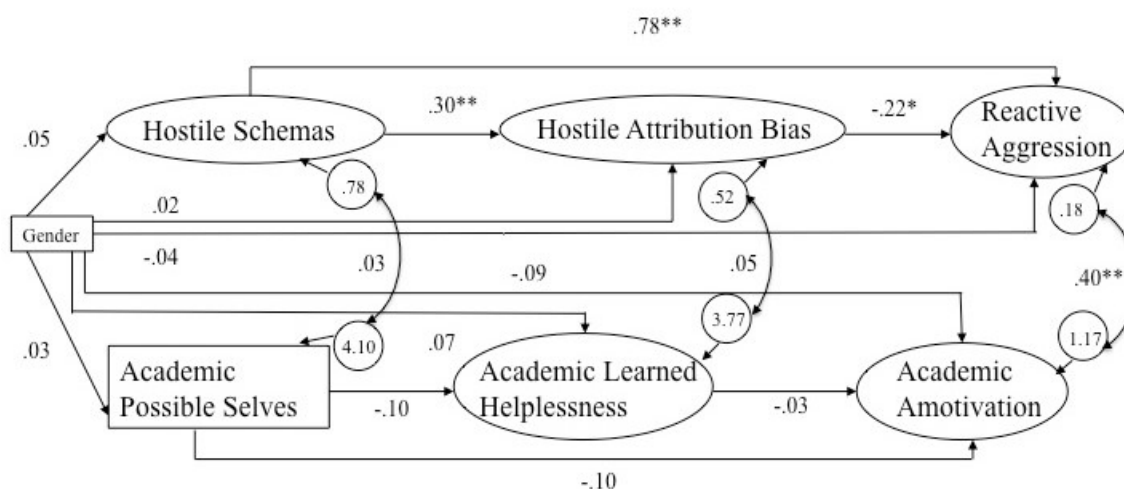 .78**
.30**
-.22*
Hostile Schemas
Hostile Attribution Bias
Reactive
Aggression
.05
.78
.52
.18
.02
Gender
-.04
.03
-.09
.05
.40**
.03
4.10
.07
3.77
1.17
Academic
Possible Selves
-.10
Academic Learned
Helplessness
-.03
Academic
Amotivation
-.10